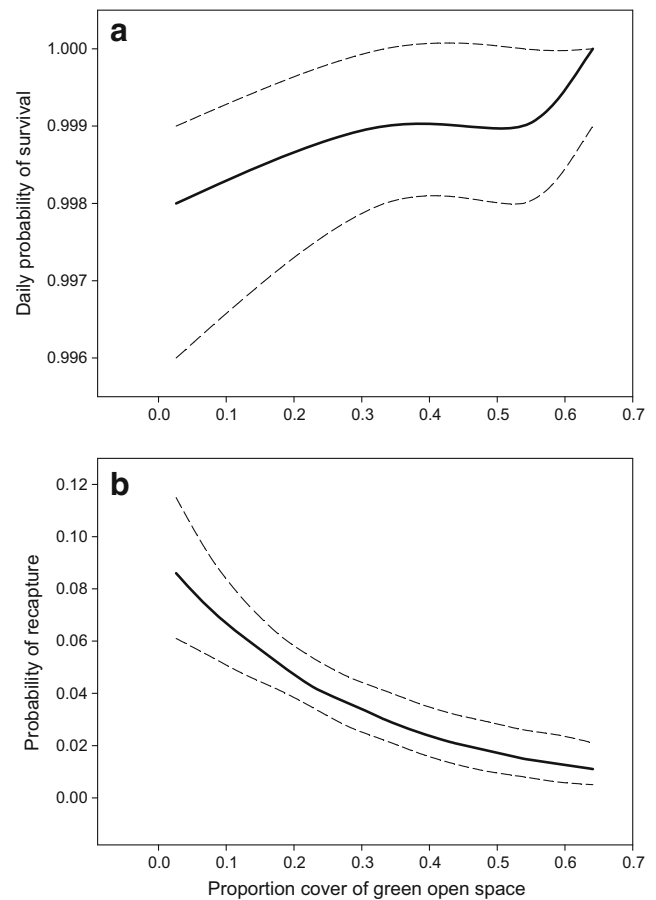 a
Daily probability of survival
1.000
0.999
0.998
0.997
0.996
0.0 0.1 0.2 0.3 0.4 0.5 0.6 0.7
b
Probability of recapture
0.12
0.10
0.08
0.06
0.04
0.02
0.00
0.0 0.1 0.2 0.3 0.4 0.5 0.6 0.7
Proportion cover of green open space